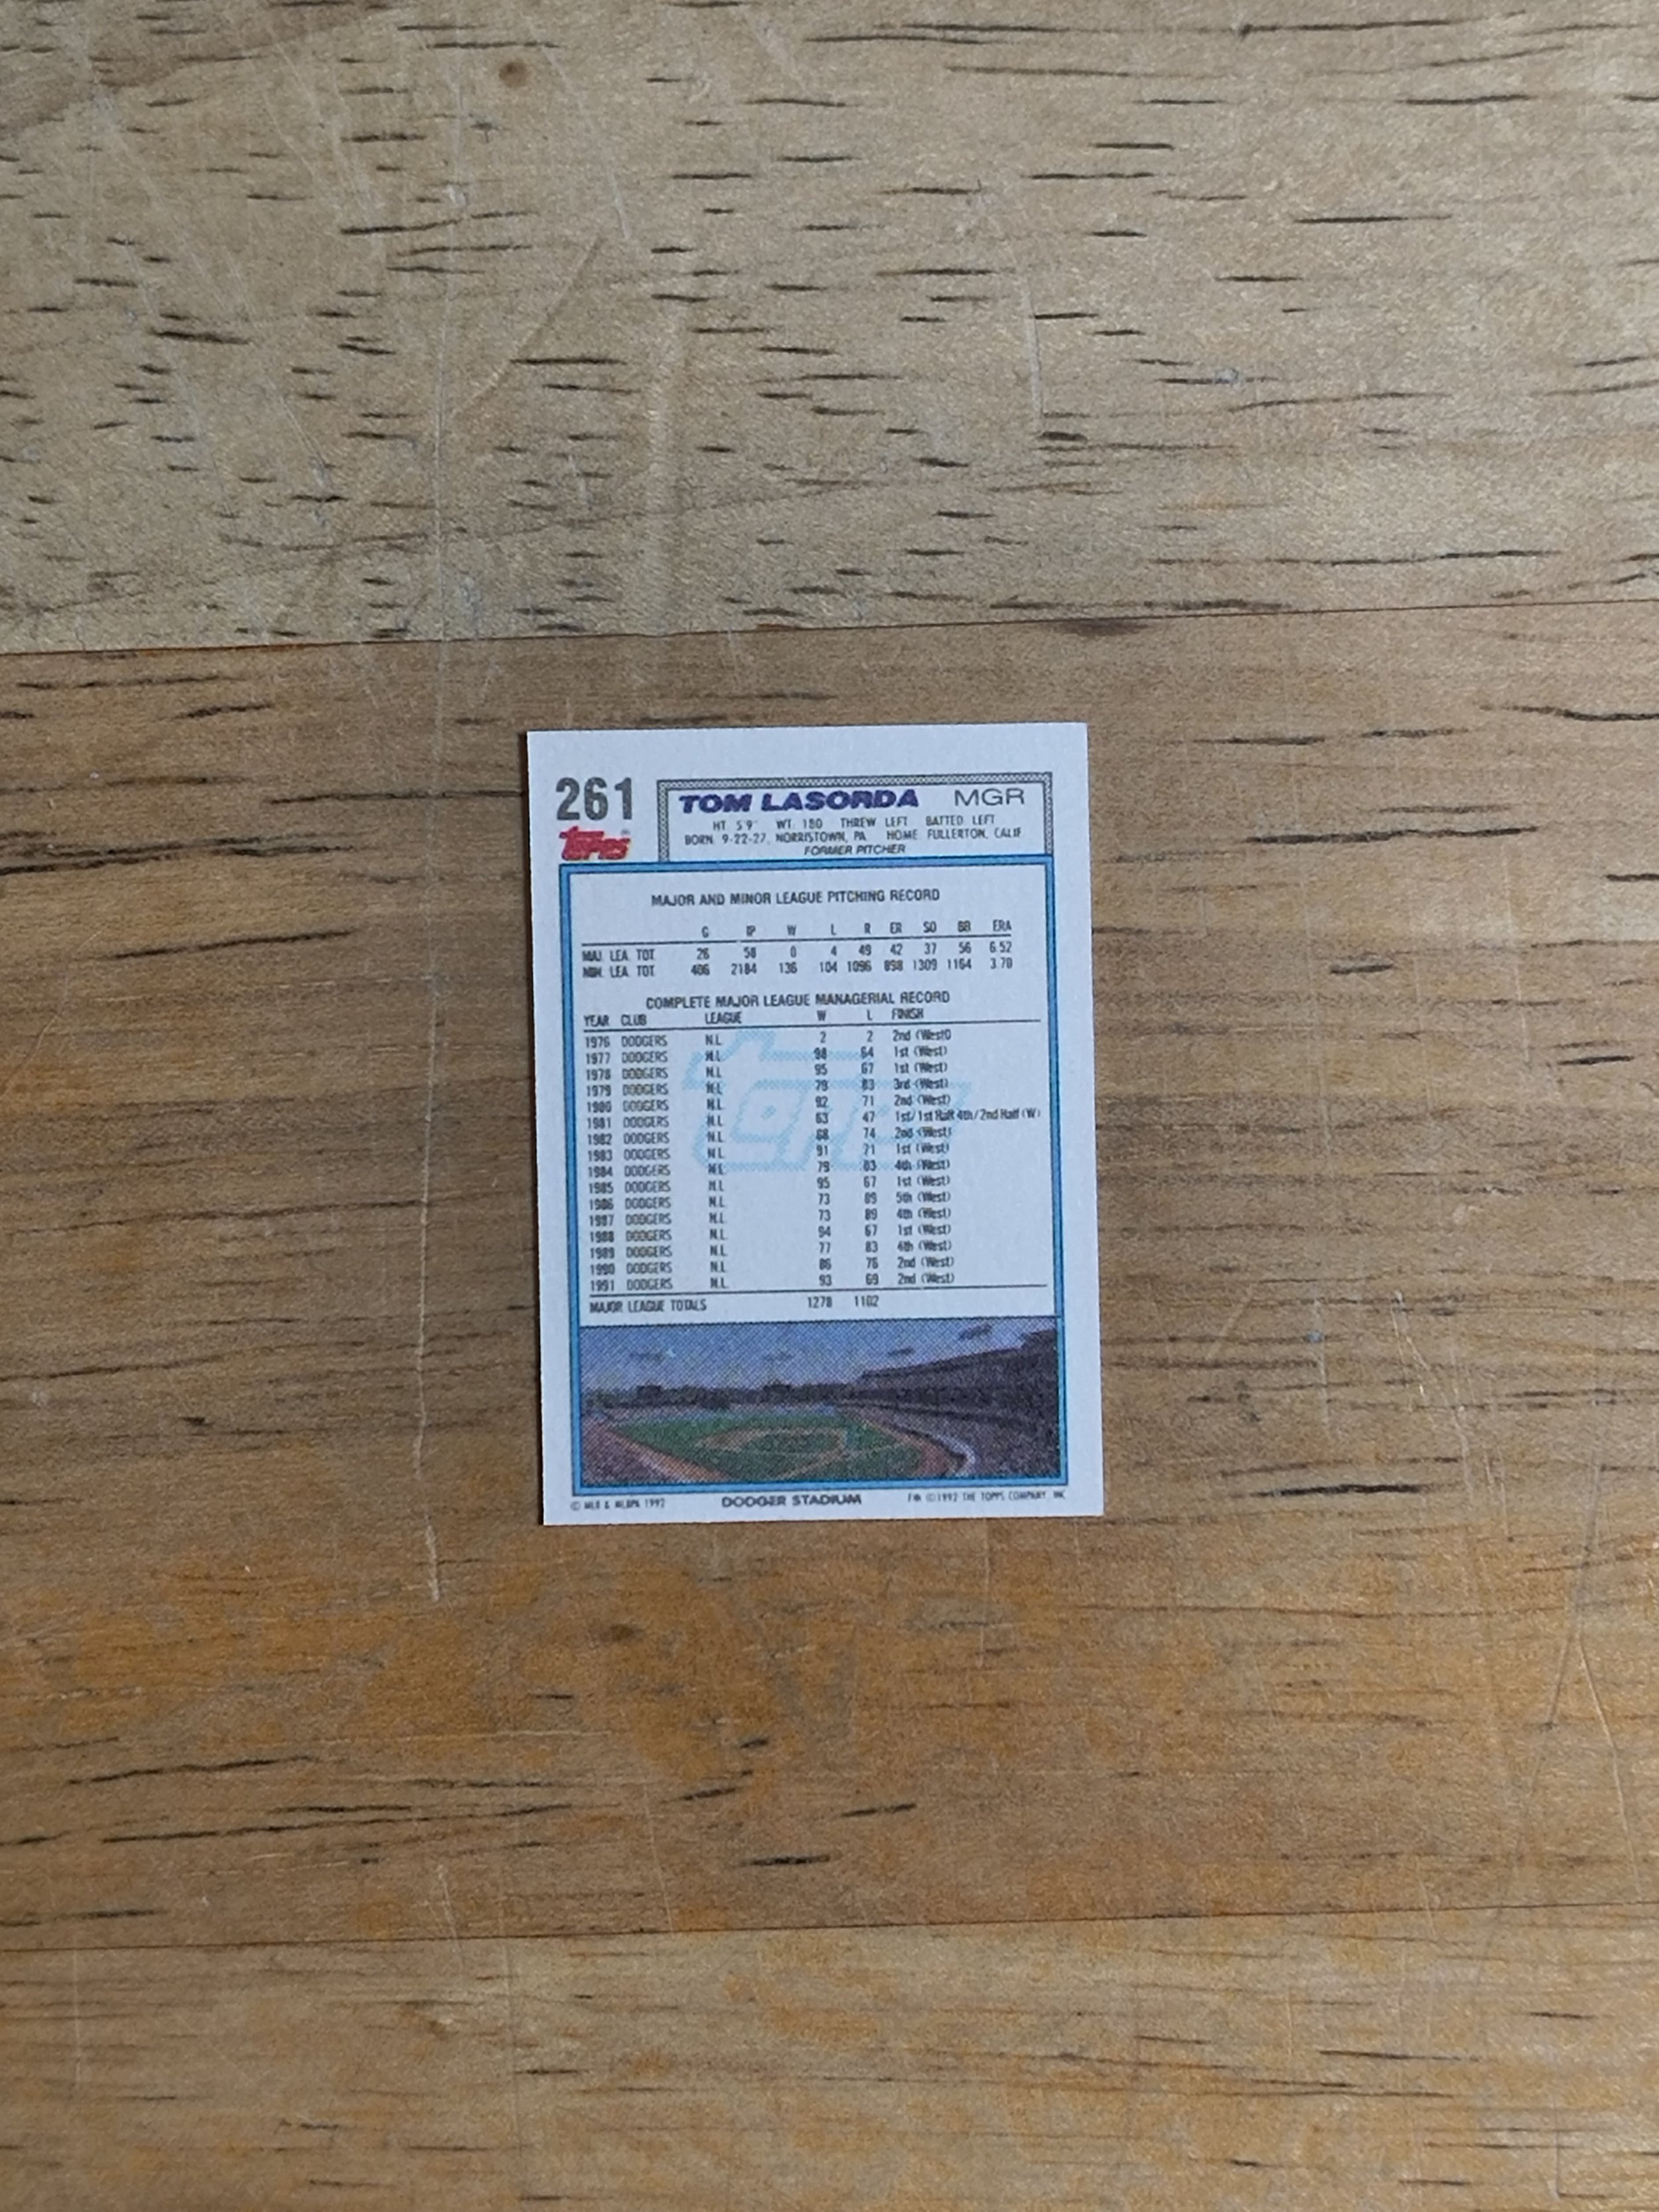 261
Topps
TOM LASORDA MGR
HT. 5'9" WT. 180 THREW LEFT BATTED LEFT
BORN 9-22-27, NORRISTOWN, PA HOME FULLERTON, CALIF
FORMER PITCHER
MAJOR AND MINOR LEAGUE PITCHING RECORD
G IP W L R ER SO BB ERA
MAJ. LEA. TOT. 26 58 0 4 49 42 37 56 6.52
MIN. LEA. TOT. 406 2184 136 104 1096 898 1309 1164 3.70
COMPLETE MAJOR LEAGUE MANAGERIAL RECORD
YEAR CLUB LEAGUE W L FINISH
1976 DODGERS N.L. 2 2 2nd (West)
1977 DODGERS N.L. 98 64 1st (West)
1978 DODGERS N.L. 95 67 1st (West)
1979 DODGERS N.L. 79 83 3rd (West)
1980 DODGERS N.L. 92 71 2nd (West)
1981 DODGERS N.L. 63 47 1st/1st Half 4th/2nd Half (W)
1982 DODGERS N.L. 88 74 2nd (West)
1983 DODGERS N.L. 91 71 1st (West)
1984 DODGERS N.L. 79 83 4th (West)
1985 DODGERS N.L. 95 67 1st (West)
1986 DODGERS N.L. 73 89 5th (West)
1987 DODGERS N.L. 73 89 4th (West)
1988 DODGERS N.L. 94 67 1st (West)
1989 DODGERS N.L. 77 83 4th (West)
1990 DODGERS N.L. 86 76 2nd (West)
1991 DODGERS N.L. 93 69 2nd (West)
MAJOR LEAGUE TOTALS 1278 1102
© MLB & MLBPA 1992 DODGER STADIUM ©1992 THE TOPPS COMPANY, INC.